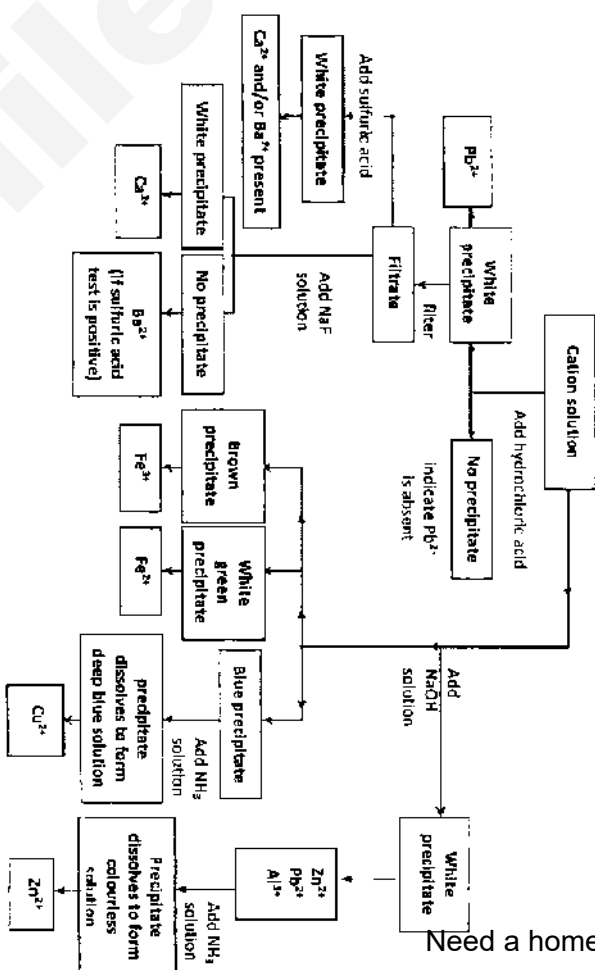 Cation solution
Add hydrochloric acid
White
precipitate
No precipitate
indicate Pb²⁺
is absent
Pb²⁺
filter
Filtrate
Add sulfuric acid
White precipitate
Ca²⁺ and/or Ba²⁺ present
Add NaF
solution
White precipitate
Ca²⁺
No precipitate
Ba²⁺
(if sulfuric acid
test is positive)
Add
NaOH
solution
Brown
precipitate
Fe³⁺
White
green
precipitate
Fe²⁺
Blue precipitate
Add NH₃
solution
precipitate
dissolves to form
deep blue solution
Cu²⁺
White
precipitate
Zn²⁺
Pb²⁺
Al³⁺
Add NH₃
solution
Precipitate
dissolves to form
colourless
solution
Zn²⁺
Need a home